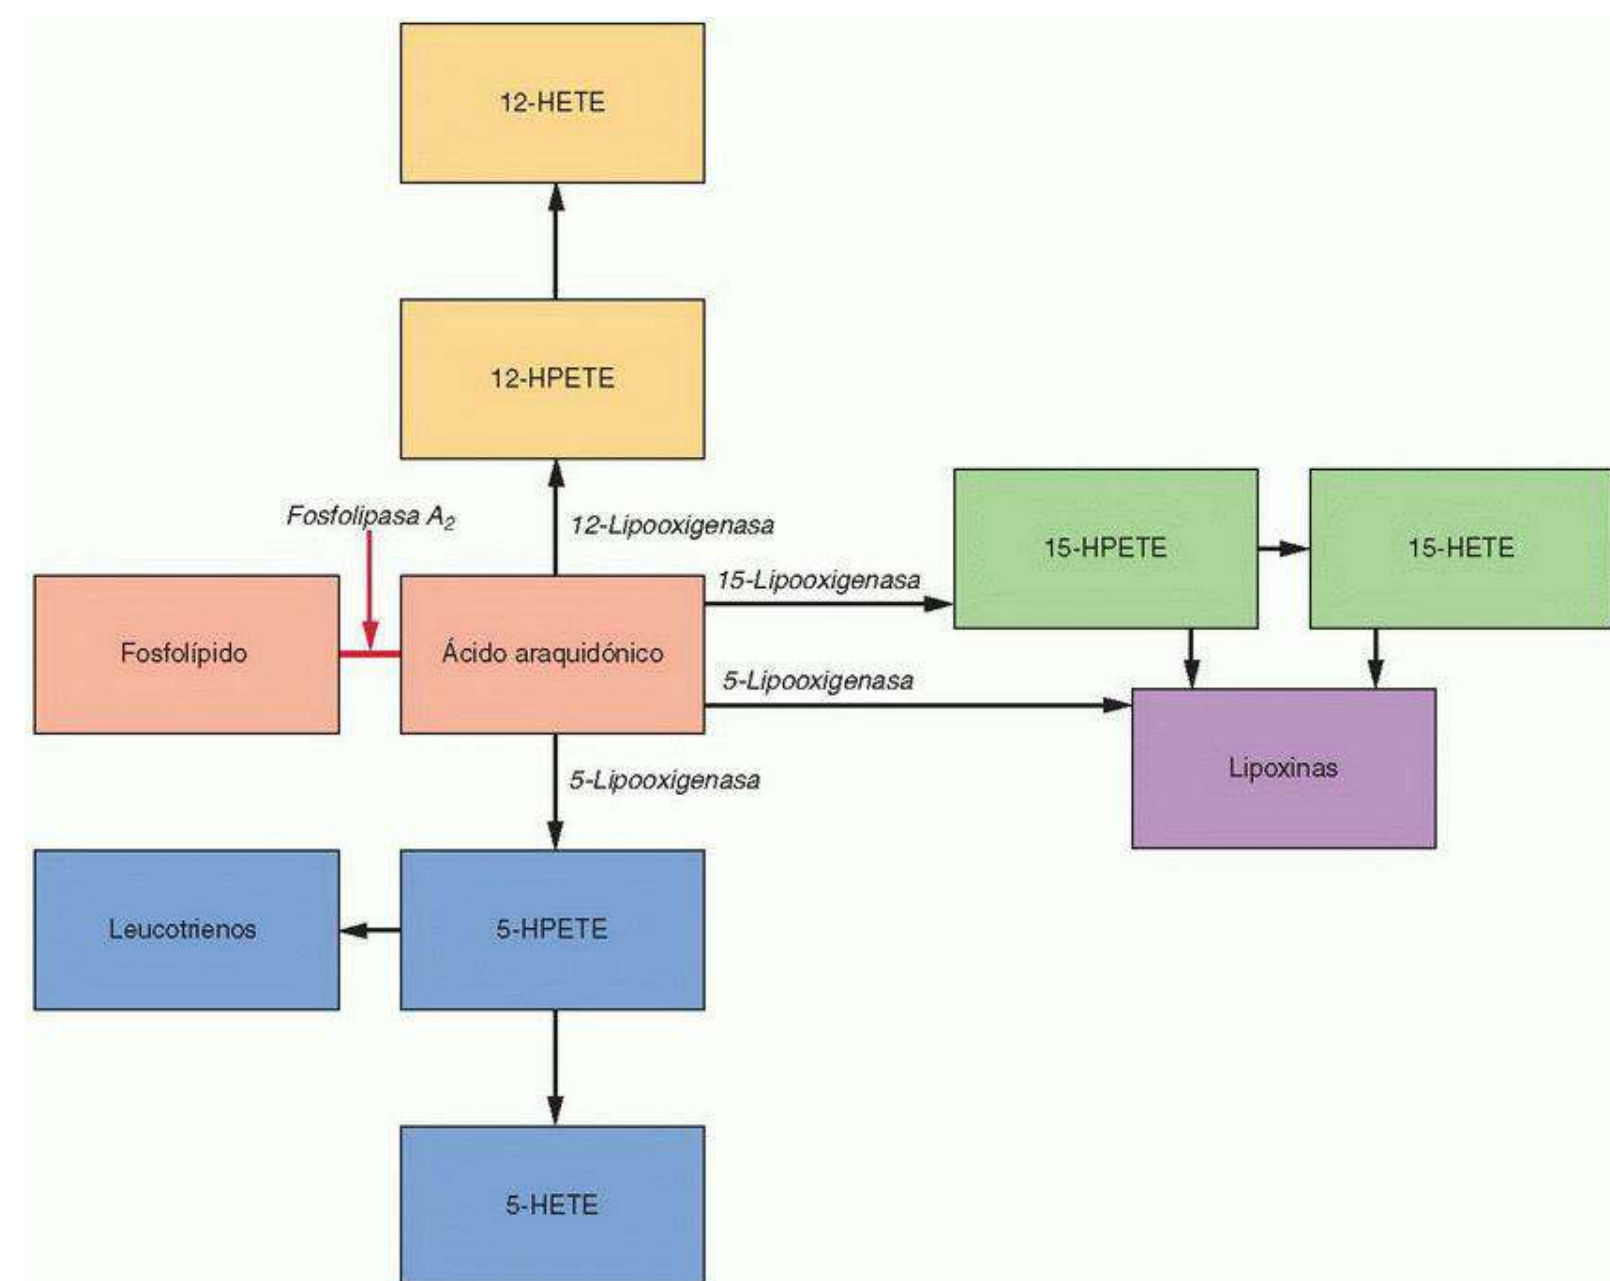 12-HETE
12-HPETE
Fosfolipasa A₂
12-Lipooxigenasa
15-HPETE
15-HETE
15-Lipooxigenasa
Fosfolípido
Ácido araquidónico
5-Lipooxigenasa
Lipoxinas
5-Lipooxigenasa
Leucotrienos
5-HPETE
5-HETE